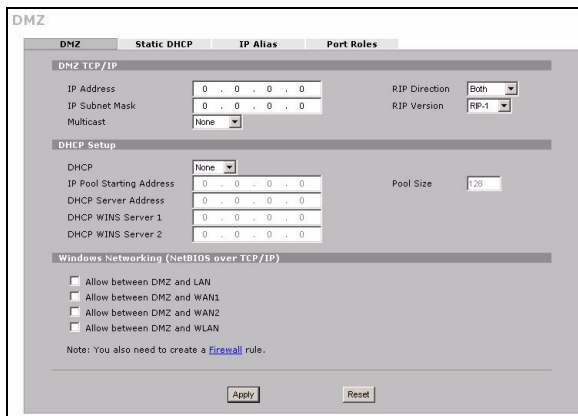 DMZ
DMZ Static DHCP IP Alias Port Roles
DMZ TCP/IP
IP Address 0 . 0 . 0 . 0 RIP Direction Both
IP Subnet Mask 0 . 0 . 0 . 0 RIP Version RIP-1
Multicast None
DHCP Setup
DHCP None
IP Pool Starting Address 0 . 0 . 0 . 0 Pool Size 128
DHCP Server Address 0 . 0 . 0 . 0
DHCP WINS Server 1 0 . 0 . 0 . 0
DHCP WINS Server 2 0 . 0 . 0 . 0
Windows Networking (NetBIOS over TCP/IP)
Allow between DMZ and LAN
Allow between DMZ and WAN1
Allow between DMZ and WAN2
Allow between DMZ and WLAN
Note: You also need to create a Firewall rule.
Apply Reset